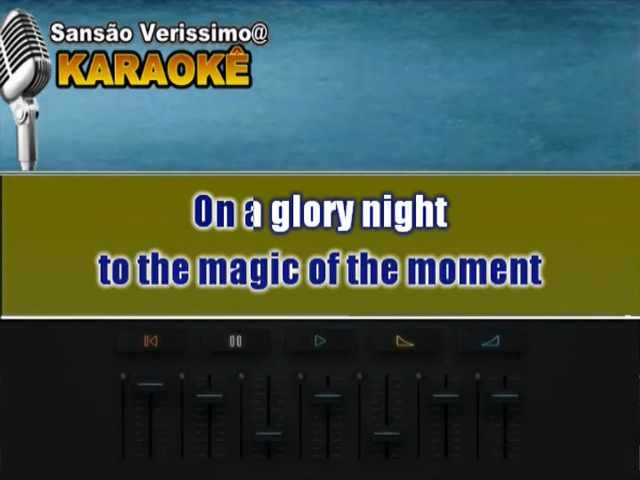 Sansão Verissimo@
KARAOKÊ
On a glory night
to the magic of the moment